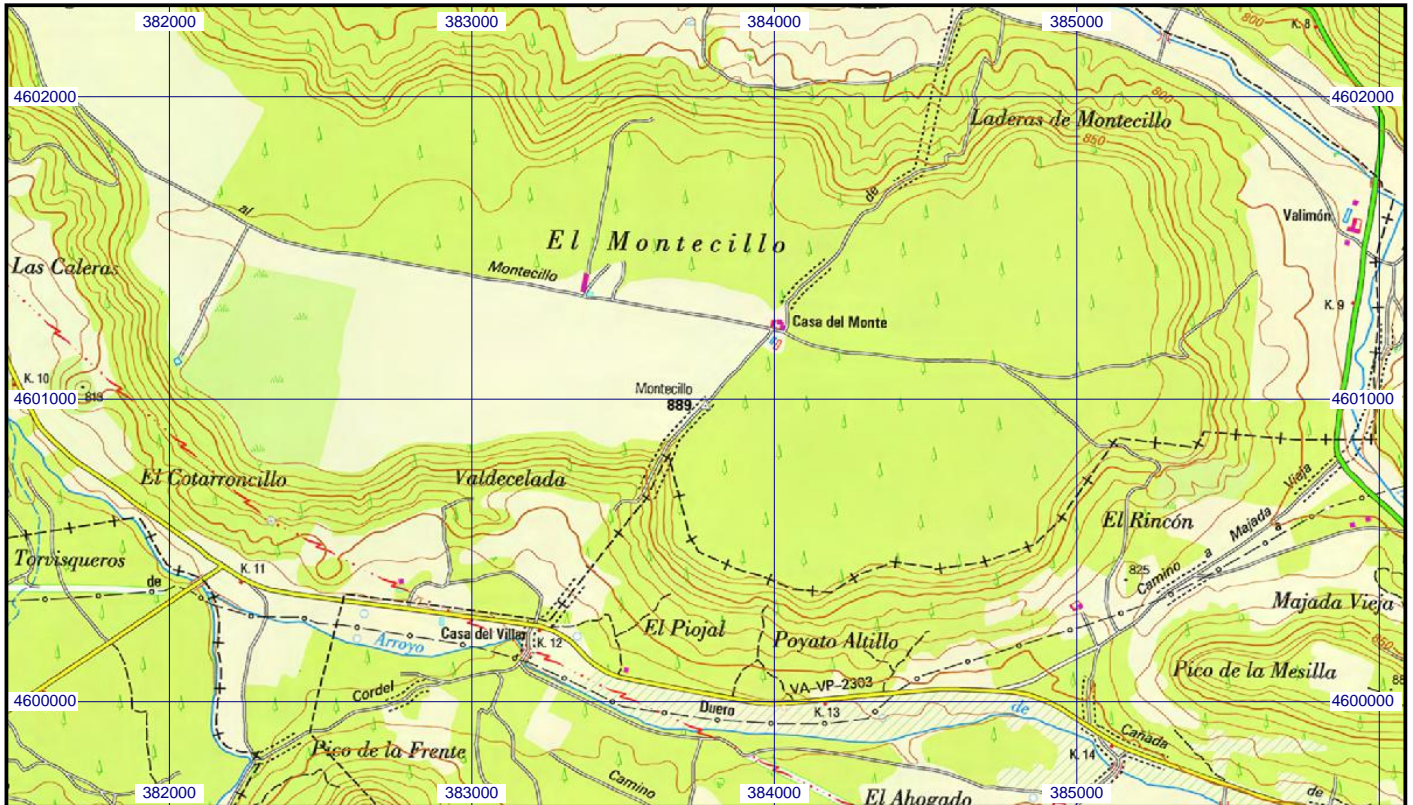 382000 383000 384000 385000
800
K. 8
4602000 4602000
800
Laderas de Montecillo
850
de
al
Valimón
El Montecillo
Las Caleras
Montecillo
K. 9
Casa del Monte
K. 10
819
Montecillo
889
4601000 4601000
El Cotarroncillo
Valdecelada
Vieja
Majada
a
El Rincón
a
Torvisqueros
K. 11
de
825
Camino
Majada Vieja
El Piojal
Casa del Villar
K. 12
Poyato Altillo
Arroyo
850
Pico de la Mesilla
Cordel
VA-VP-2303
4600000 4600000
Duero
K. 13
de
Cañada
Pico de la Frente
K. 14
Camino
de
El Ahogado
382000 383000 384000 385000